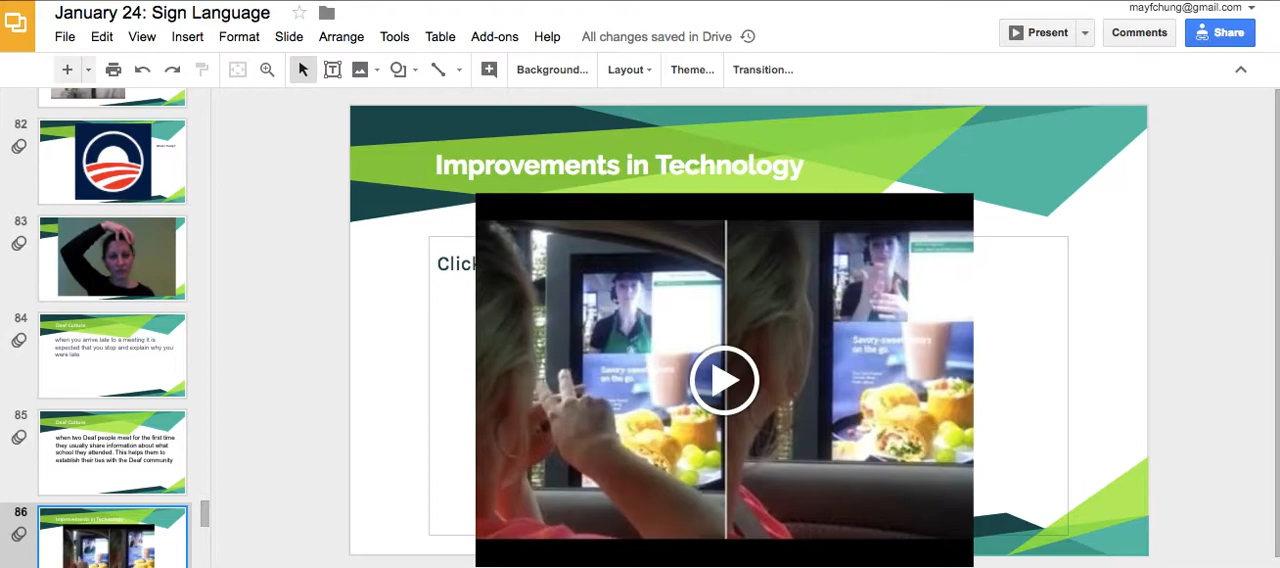 January 24: Sign Language
mayfchung@gmail.com
File Edit View Insert Format Slide Arrange Tools Table Add-ons Help All changes saved in Drive
Present Comments Share
Background... Layout Theme... Transition...
82
83
84
Deaf Culture
when you arrive late to a meeting it is
expected that you stop and explain why you
were late
85
Deaf Culture
when two Deaf people meet for the first time
they usually share information about what
school they attended. This helps them to
establish their ties with the Deaf community
86
Improvements in Technology
Improvements in Technology
Click
on the go.
on the go.